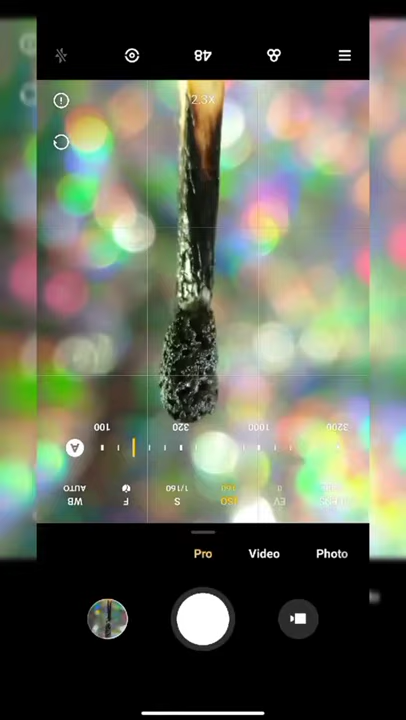 48
2.3X
100 320 1000 3200
AUTO 1/160
WB F S ISO EV
Pro Video Photo